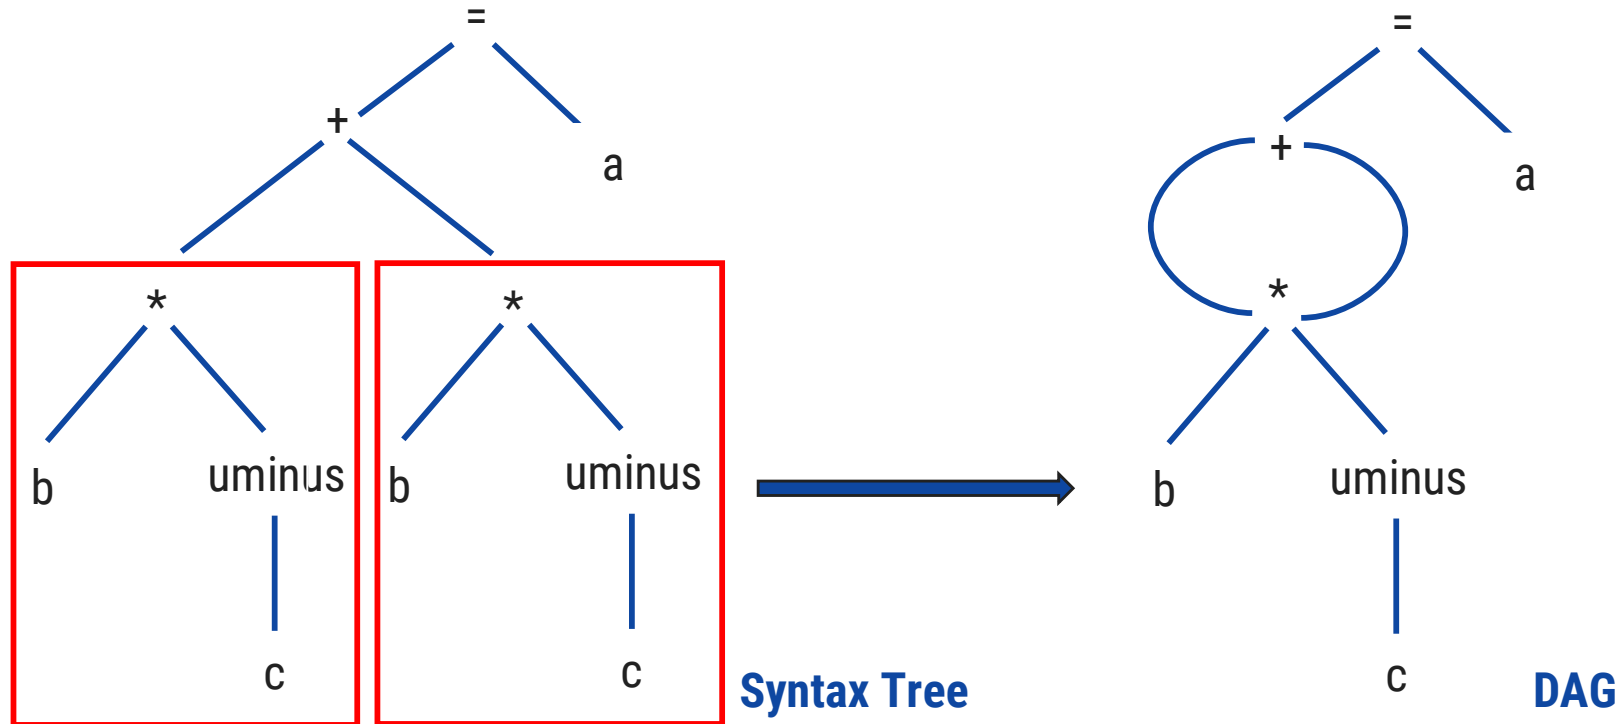 =
+
a
*
b
uminus
c
*
b
uminus
c
Syntax Tree
=
+
a
*
b
uminus
c
DAG